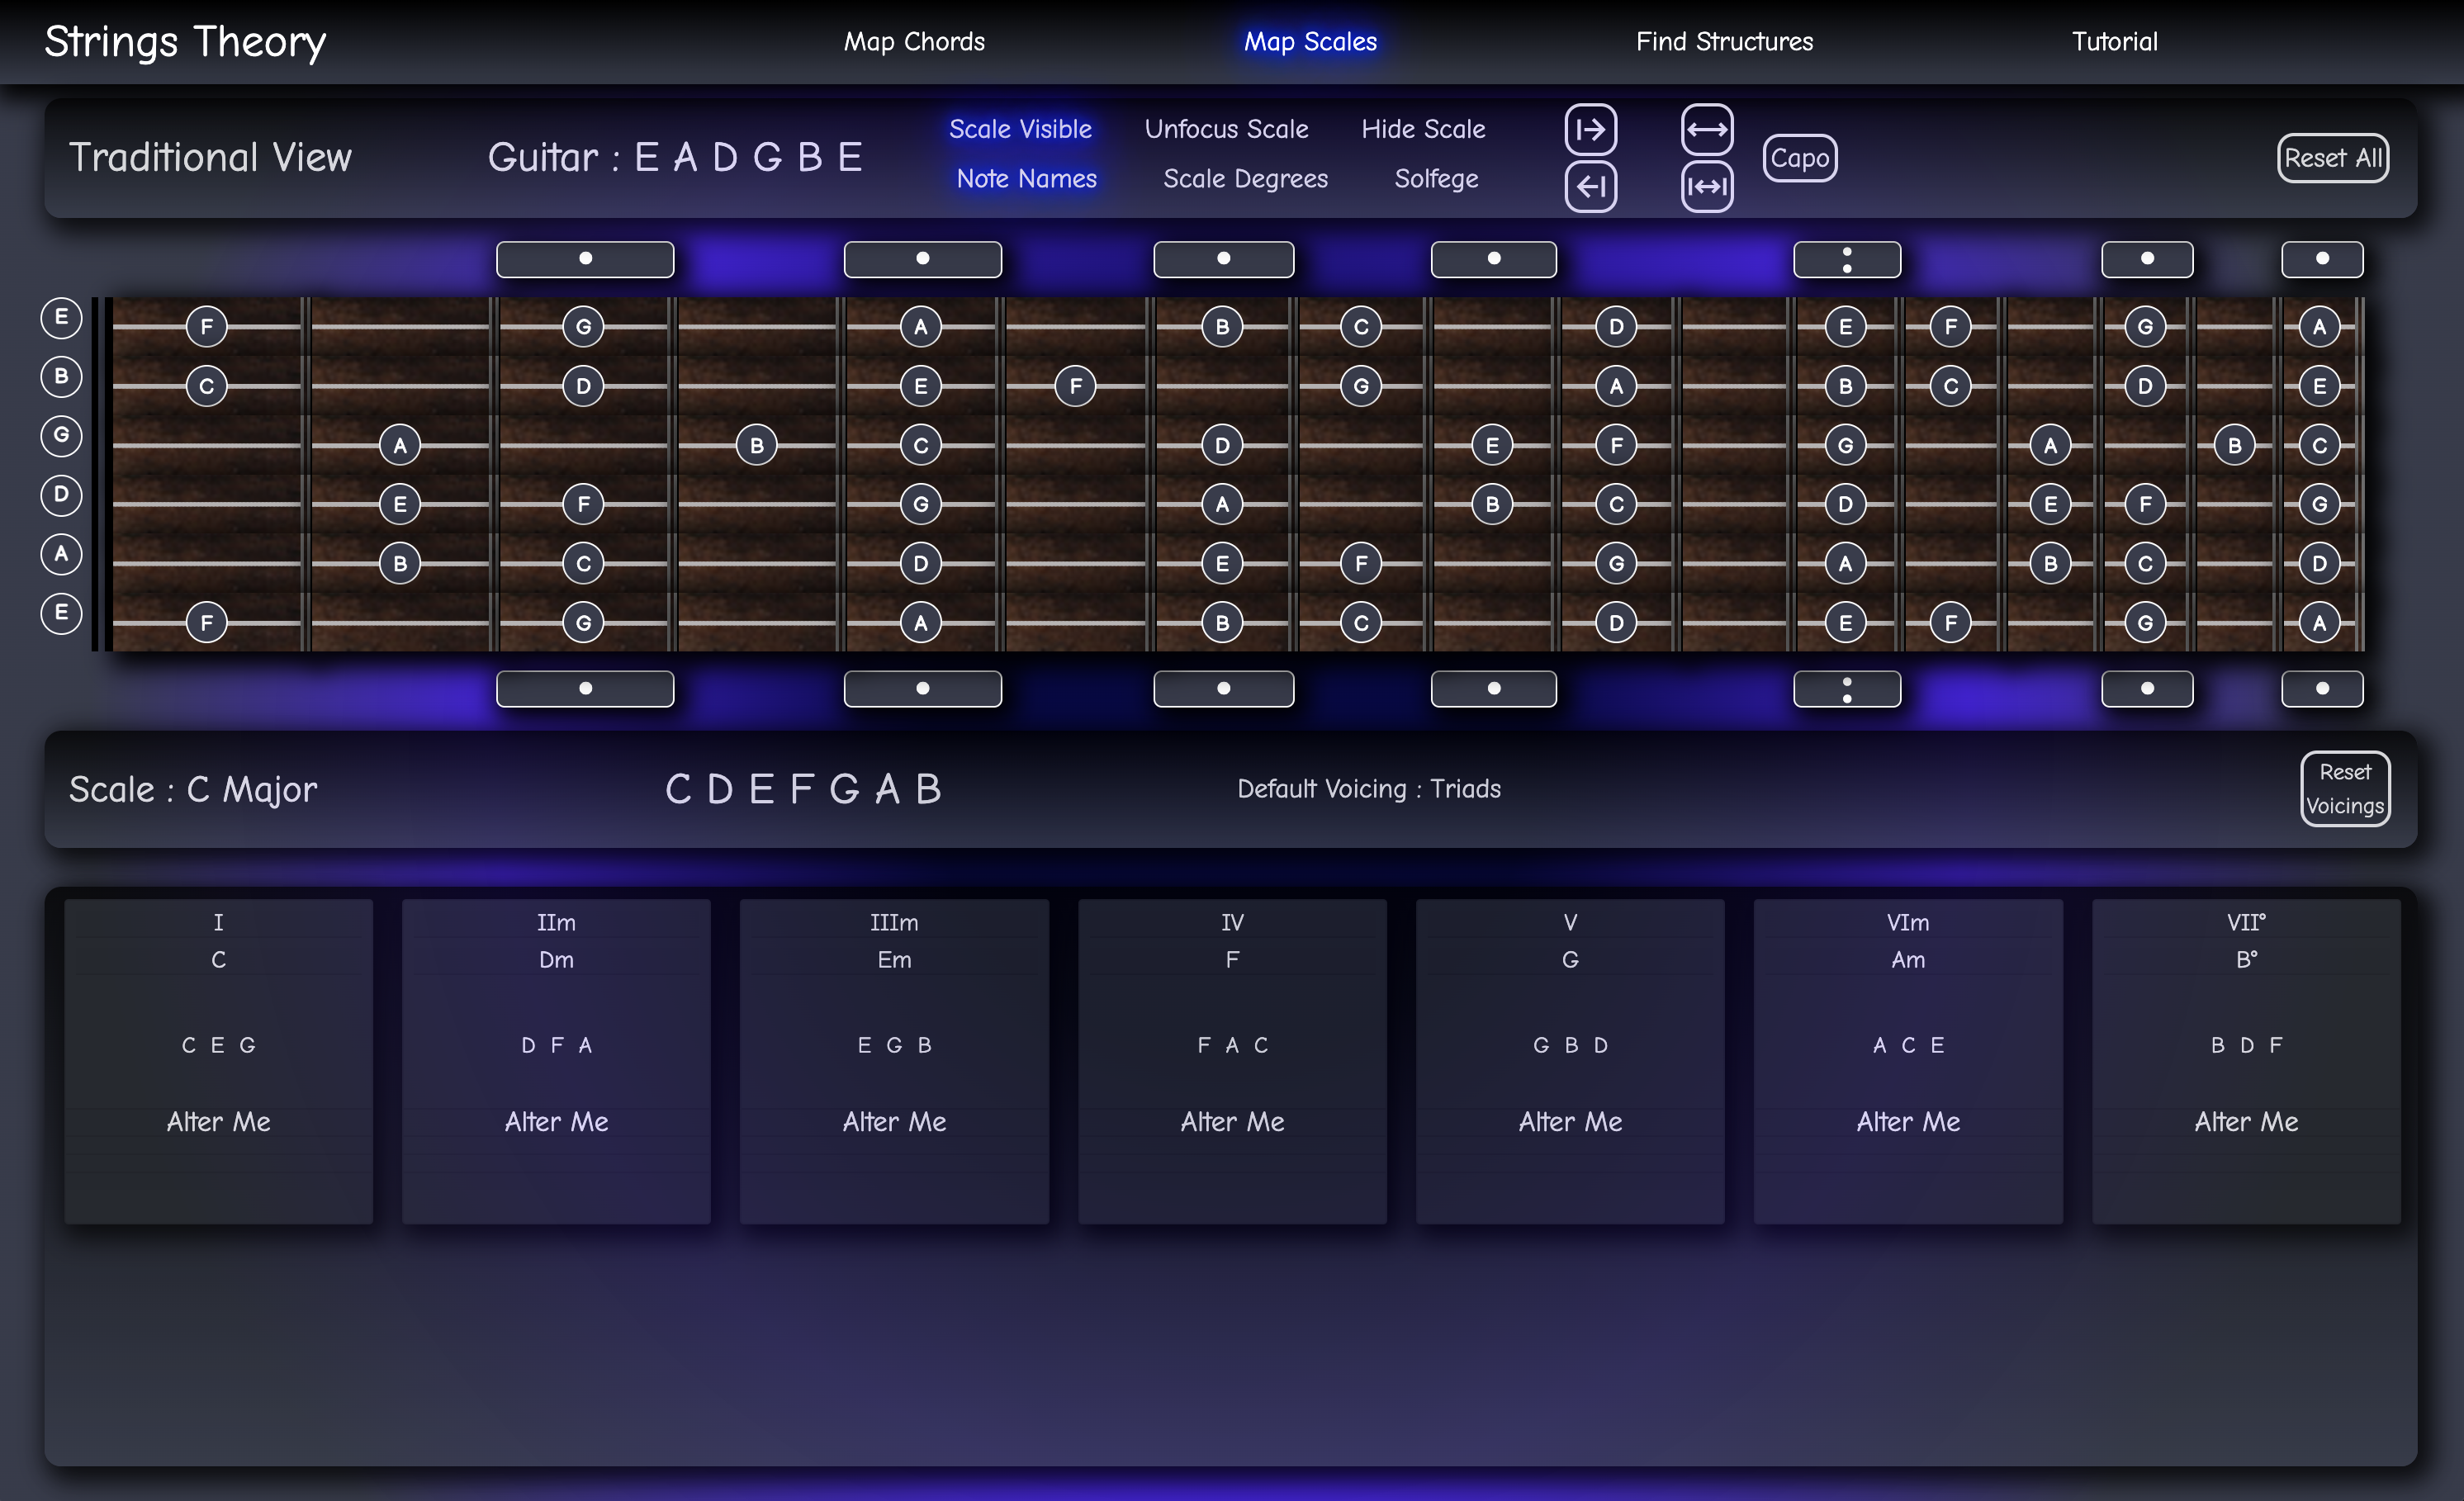 Strings Theory Map Chords Map Scales Find Structures Tutorial
Traditional View Guitar : E A D G B E
Scale Visible Unfocus Scale Hide Scale
Note Names Scale Degrees Solfege
Capo
Reset All
E F G A B C D E F G A
B C D E F G A B C D E
G A B C D E F G A B C
D E F G A B C D E F G
A B C D E F G A B C D
E F G A B C D E F G A
Scale : C Major C D E F G A B Default Voicing : Triads
Reset
Voicings
I IIm IIIm IV V VIm VII°
C Dm Em F G Am B°
C E G D F A E G B F A C G B D A C E B D F
Alter Me Alter Me Alter Me Alter Me Alter Me Alter Me Alter Me